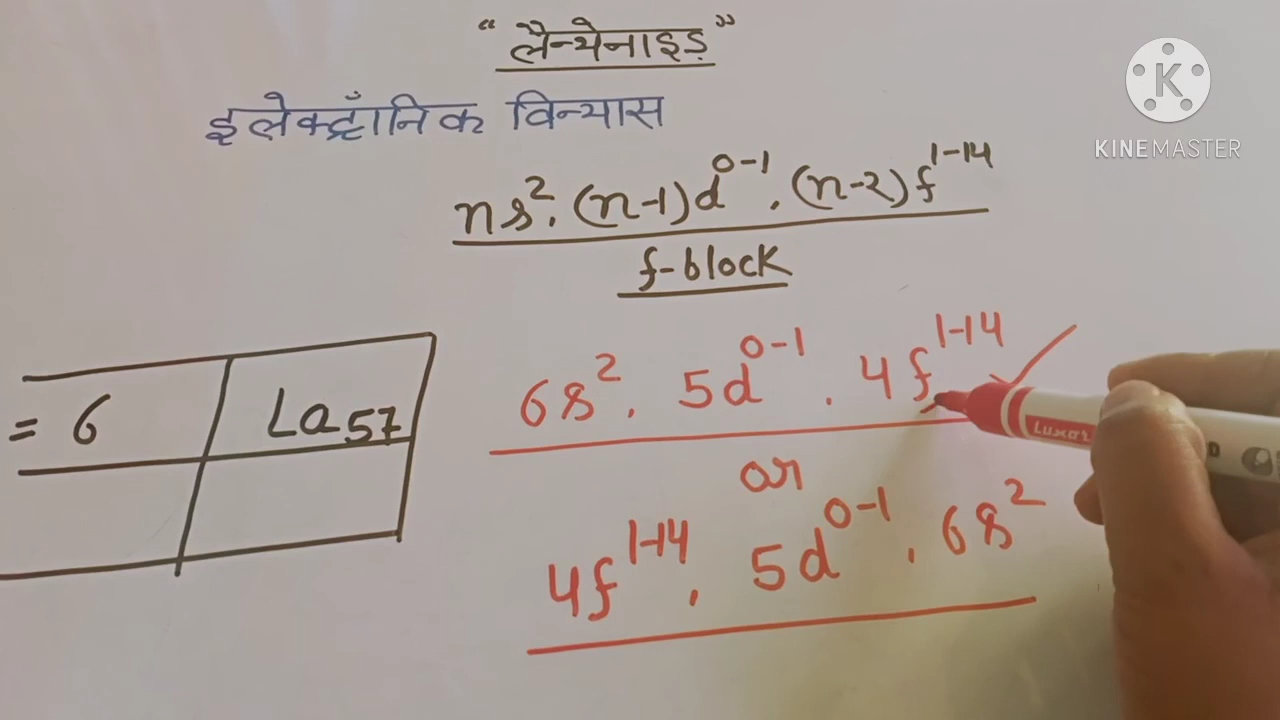 "लैन्थेनाइड़"
इलेक्ट्रॉनिक विन्यास
ns². (n-1)d⁰⁻¹. (n-2)f¹⁻¹⁴
f-block
6s². 5d⁰⁻¹. 4f¹⁻¹⁴ ✓
= 6 La57
or
4f¹⁻¹⁴. 5d⁰⁻¹. 6s²
K
KINEMASTER
Luxor